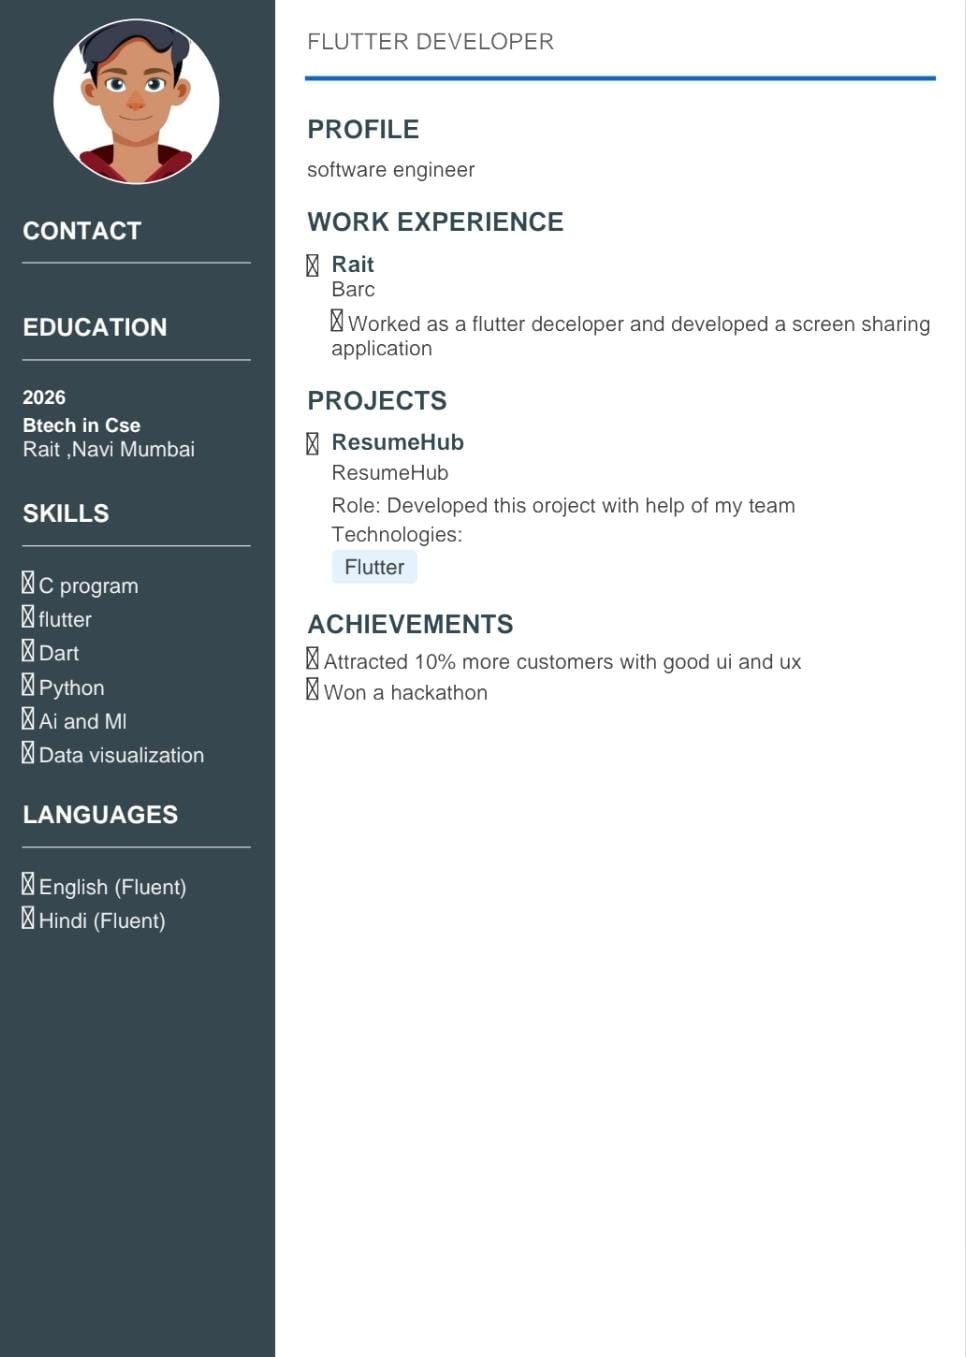 CONTACT
EDUCATION
2026
Btech in Cse
Rait ,Navi Mumbai
SKILLS
C program
flutter
Dart
Python
Ai and Ml
Data visualization
LANGUAGES
English (Fluent)
Hindi (Fluent)
FLUTTER DEVELOPER
PROFILE
software engineer
WORK EXPERIENCE
Rait
Barc
Worked as a flutter deceloper and developed a screen sharing
application
PROJECTS
ResumeHub
ResumeHub
Role: Developed this oroject with help of my team
Technologies:
Flutter
ACHIEVEMENTS
Attracted 10% more customers with good ui and ux
Won a hackathon